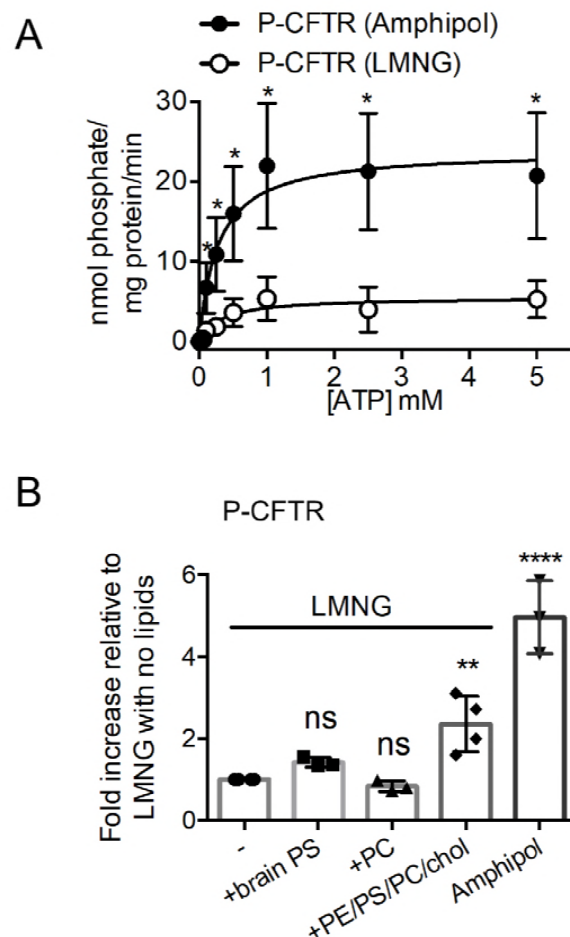 A
P-CFTR (Amphipol)
P-CFTR (LMNG)
nmol phosphate/
mg protein/min
30
20
10
0
* * * * * *
0 1 2 3 4 5
[ATP] mM
B
P-CFTR
Fold increase relative to
LMNG with no lipids
6
4
2
0
LMNG
ns
ns
**
****
-
+brain PS
+PC
+PE/PS/PC/chol
Amphipol